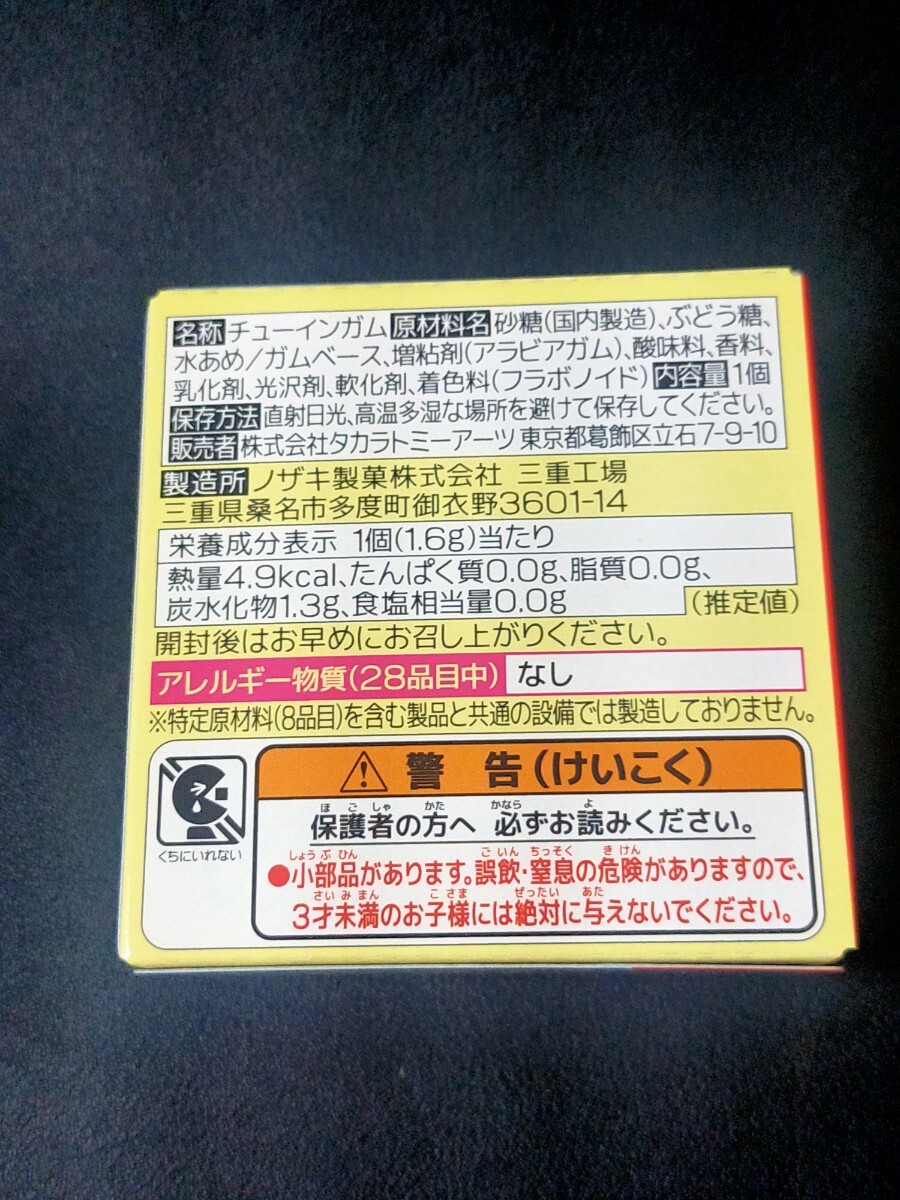 名称 チューインガム 原材料名 砂糖(国内製造)、ぶどう糖、
水あめ/ガムベース、増粘剤(アラビアガム)、酸味料、香料、
乳化剤、光沢剤、軟化剤、着色料(フラボノイド) 内容量 1個
保存方法 直射日光、高温多湿な場所を避けて保存してください。
販売者 株式会社タカラトミーアーツ 東京都葛飾区立石7-9-10
製造所 ノザキ製菓株式会社 三重工場
三重県桑名市多度町御衣野3601-14
栄養成分表示 1個(1.6g)当たり
熱量4.9kcal、たんぱく質0.0g、脂質0.0g、
炭水化物1.3g、食塩相当量0.0g (推定値)
開封後はお早めにお召し上がりください。
アレルギー物質(28品目中) なし
※特定原材料(8品目)を含む製品と共通の設備では製造しておりません。
くちにいれない
警告(けいこく)
ほごしゃ かた かなら よ
保護者の方へ 必ずお読みください。
しょうぶひん ごいん ちっそく きけん
●小部品があります。誤飲・窒息の危険がありますので、
さいみまん こさま ぜったい あた
3才未満のお子様には絶対に与えないでください。